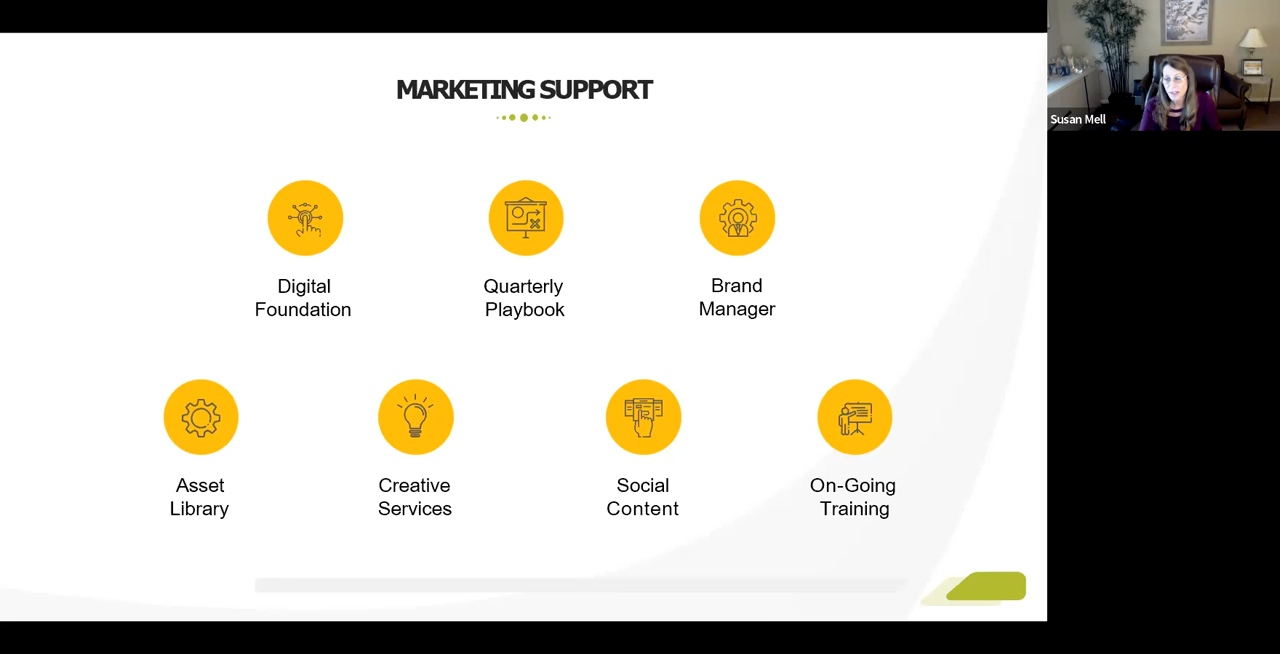 MARKETING SUPPORT
Susan Mell
Digital
Foundation
Quarterly
Playbook
Brand
Manager
Asset
Library
Creative
Services
Social
Content
On-Going
Training